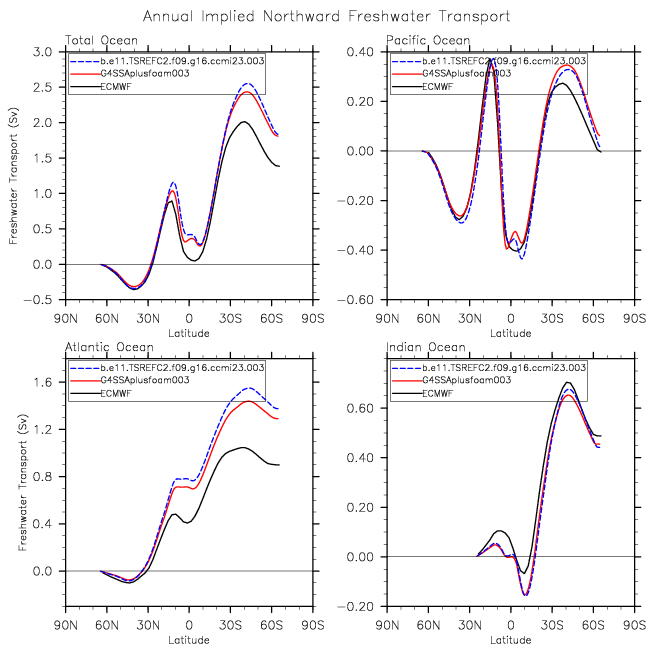 Annual Implied Northward Freshwater Transport
Total Ocean
b.e11.TSREFC2.f09.g16.ccmi23.003
G4SSAplusfoam003
ECMWF
3.0
2.5
2.0
1.5
1.0
0.5
0.0
−0.5
Freshwater Transport (Sv)
90N 60N 30N 0 30S 60S 90S
Latitude
Pacific Ocean
b.e11.TSREFC2.f09.g16.ccmi23.003
G4SSAplusfoam003
ECMWF
0.40
0.20
0.00
−0.20
−0.40
−0.60
90N 60N 30N 0 30S 60S 90S
Latitude
Atlantic Ocean
b.e11.TSREFC2.f09.g16.ccmi23.003
G4SSAplusfoam003
ECMWF
1.6
1.2
0.8
0.4
0.0
Freshwater Transport (Sv)
90N 60N 30N 0 30S 60S 90S
Latitude
Indian Ocean
b.e11.TSREFC2.f09.g16.ccmi23.003
G4SSAplusfoam003
ECMWF
0.60
0.40
0.20
0.00
−0.20
90N 60N 30N 0 30S 60S 90S
Latitude